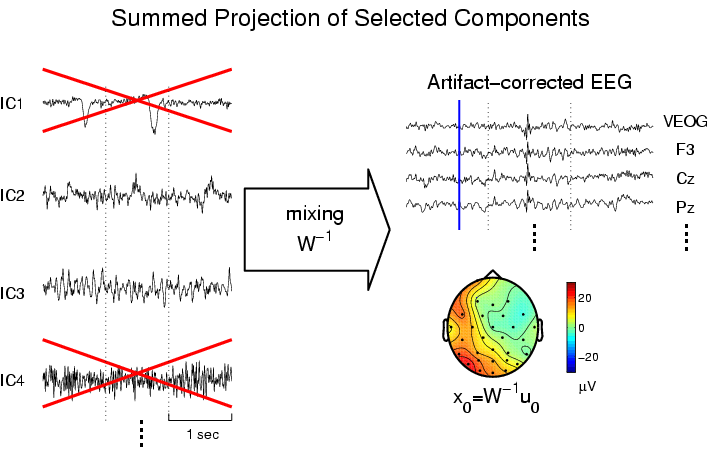 Summed Projection of Selected Components
IC1
IC2
IC3
IC4
1 sec
mixing
W⁻¹
Artifact-corrected EEG
VEOG
F3
Cz
Pz
20
0
-20
μV
x₀=W⁻¹u₀